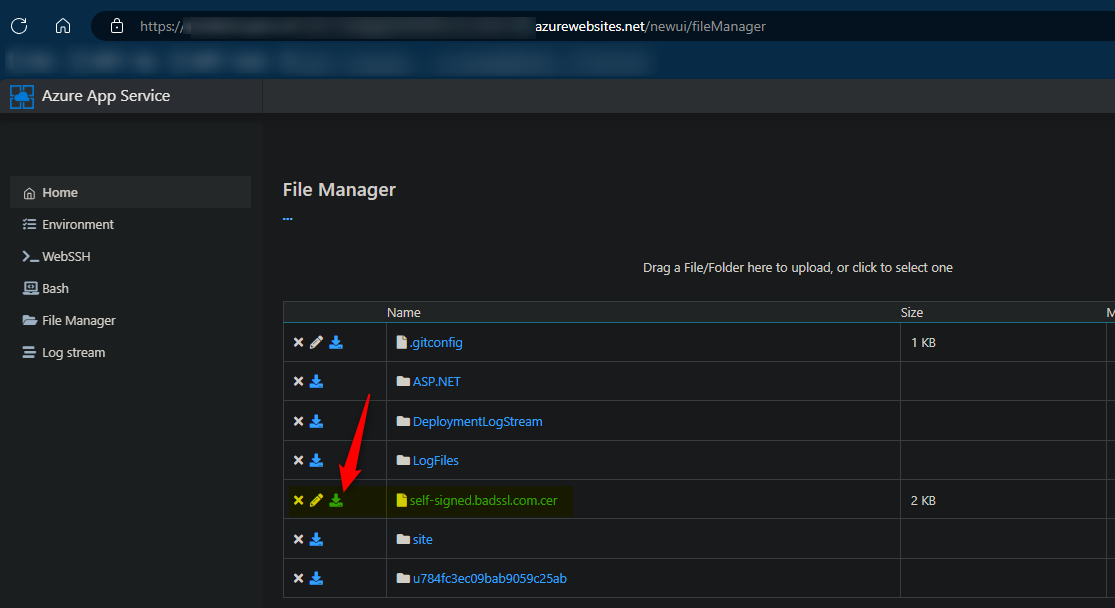 https:// azurewebsites.net/newui/fileManager
Azure App Service
Home
Environment
WebSSH
Bash
File Manager
Log stream
File Manager
...
Drag a File/Folder here to upload, or click to select one
Name Size M
.gitconfig 1 KB
ASP.NET
DeploymentLogStream
LogFiles
self-signed.badssl.com.cer 2 KB
site
u784fc3ec09bab9059c25ab